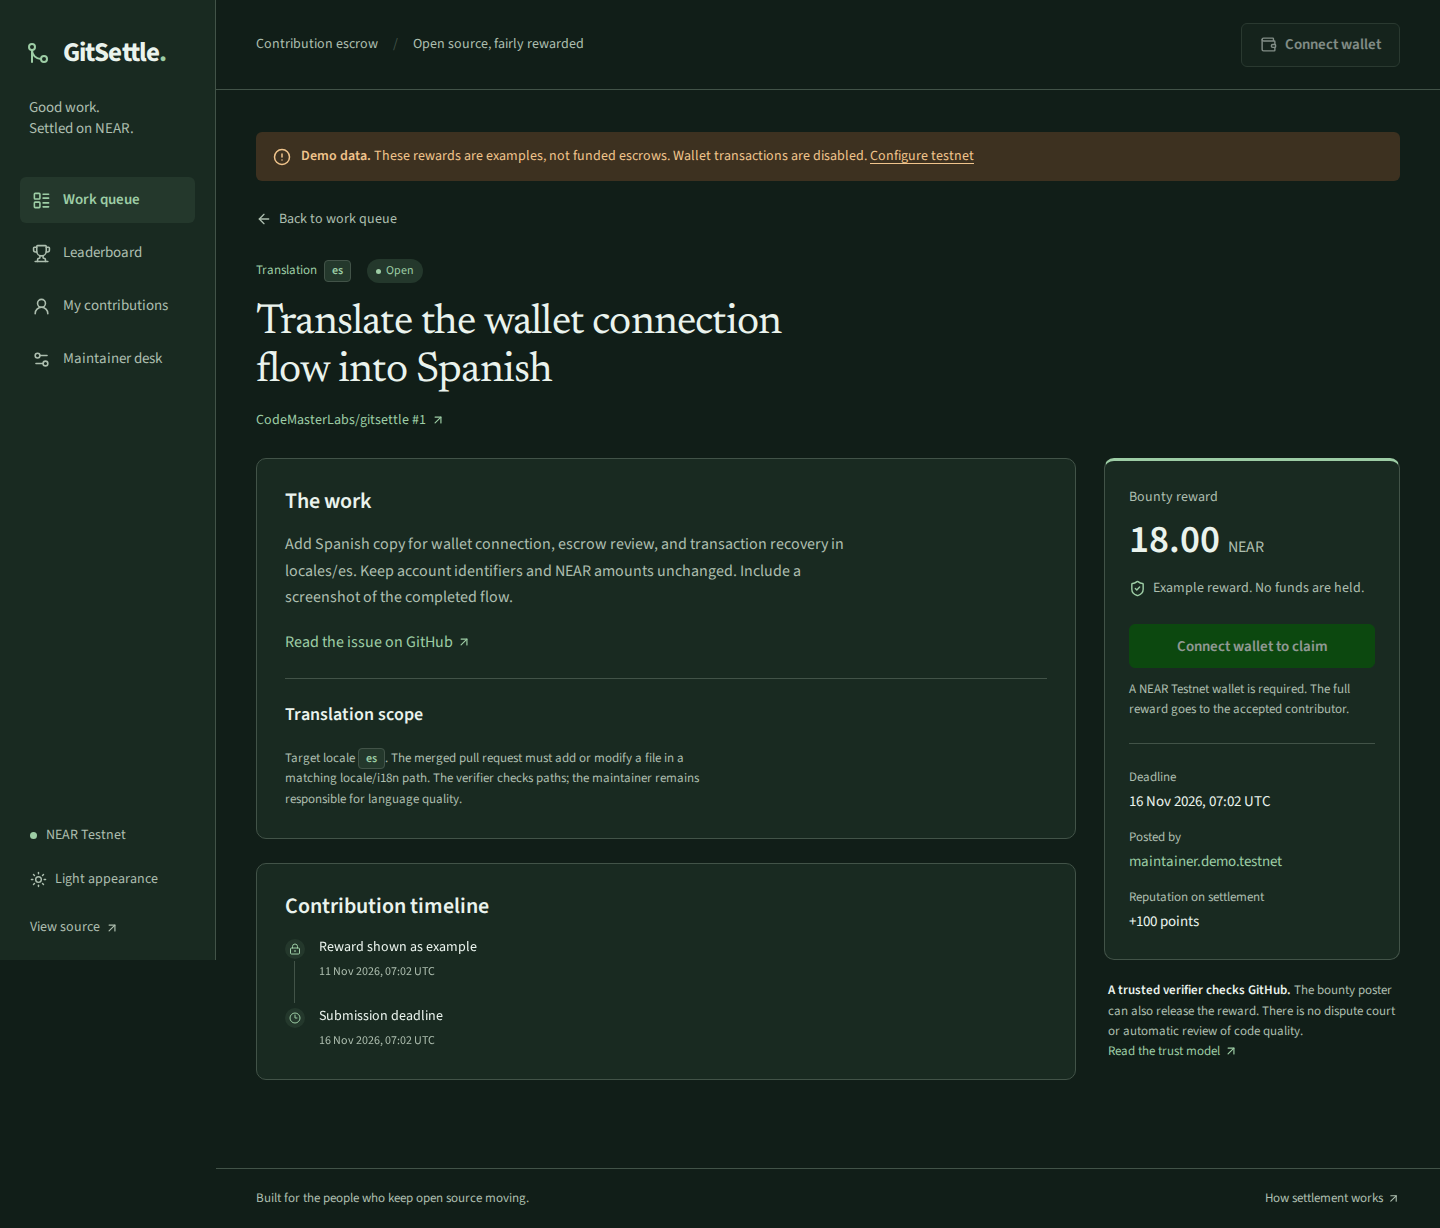 GitSettle.
Good work.
Settled on NEAR.
Work queue
Leaderboard
My contributions
Maintainer desk
NEAR Testnet
Light appearance
View source
Contribution escrow / Open source, fairly rewarded
Connect wallet
Demo data. These rewards are examples, not funded escrows. Wallet transactions are disabled. Configure testnet
Back to work queue
Translation es Open
Translate the wallet connection
flow into Spanish
CodeMasterLabs/gitsettle #1
The work
Add Spanish copy for wallet connection, escrow review, and transaction recovery in
locales/es. Keep account identifiers and NEAR amounts unchanged. Include a
screenshot of the completed flow.
Read the issue on GitHub
Translation scope
Target locale es. The merged pull request must add or modify a file in a
matching locale/i18n path. The verifier checks paths; the maintainer remains
responsible for language quality.
Contribution timeline
Reward shown as example
11 Nov 2026, 07:02 UTC
Submission deadline
16 Nov 2026, 07:02 UTC
Bounty reward
18.00 NEAR
Example reward. No funds are held.
Connect wallet to claim
A NEAR Testnet wallet is required. The full
reward goes to the accepted contributor.
Deadline
16 Nov 2026, 07:02 UTC
Posted by
maintainer.demo.testnet
Reputation on settlement
+100 points
A trusted verifier checks GitHub. The bounty poster
can also release the reward. There is no dispute court
or automatic review of code quality.
Read the trust model
Built for the people who keep open source moving.
How settlement works